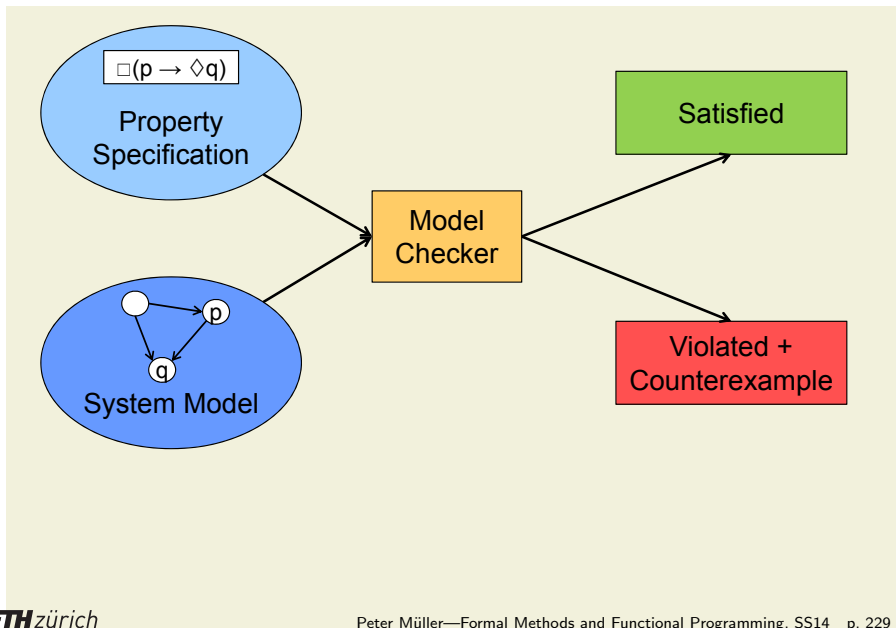 □(p → ◇q)
Property
Specification
Satisfied
Model
Checker
p
q
System Model
Violated +
Counterexample
ETH zürich
Peter Müller—Formal Methods and Functional Programming, SS14 p. 229